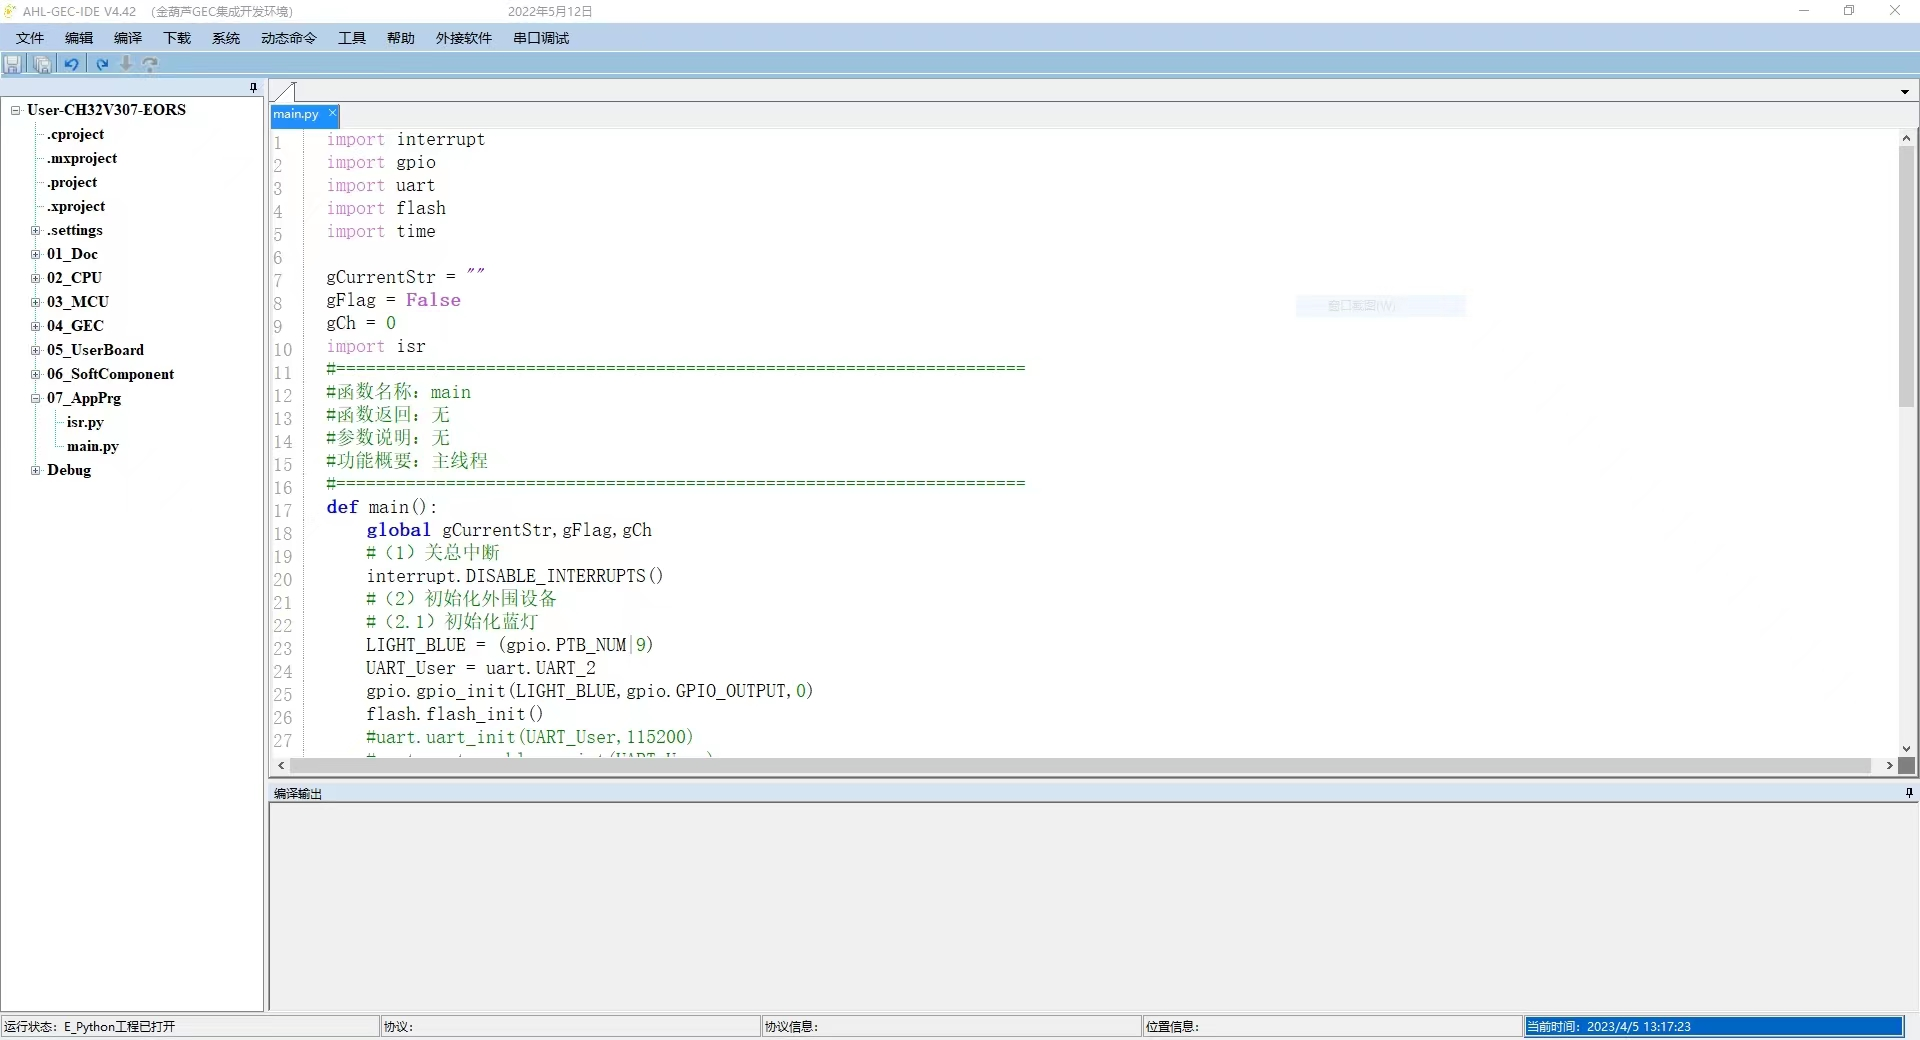 AHL-GEC-IDE V4.42 （金葫芦GEC集成开发环境） 2022年5月12日
文件 编辑 编译 下载 系统 动态命令 工具 帮助 外接软件 串口调试
User-CH32V307-EORS
.cproject
.mxproject
.project
.xproject
.settings
01_Doc
02_CPU
03_MCU
04_GEC
05_UserBoard
06_SoftComponent
07_AppPrg
isr.py
main.py
Debug
main.py
1 import interrupt
2 import gpio
3 import uart
4 import flash
5 import time
6
7 gCurrentStr = ""
8 gFlag = False
9 gCh = 0
10 import isr
11 #=====================================================================
12 #函数名称：main
13 #函数返回：无
14 #参数说明：无
15 #功能概要：主线程
16 #=====================================================================
17 def main():
18 global gCurrentStr,gFlag,gCh
19 #（1）关总中断
20 interrupt.DISABLE_INTERRUPTS()
21 #（2）初始化外围设备
22 #（2.1）初始化蓝灯
23 LIGHT_BLUE = (gpio.PTB_NUM|9)
24 UART_User = uart.UART_2
25 gpio.gpio_init(LIGHT_BLUE,gpio.GPIO_OUTPUT,0)
26 flash.flash_init()
27 #uart.uart_init(UART_User,115200)
窗口截图(W)
编译输出
运行状态：E_Python工程已打开 协议： 协议信息： 位置信息： 当前时间：2023/4/5 13:17:23